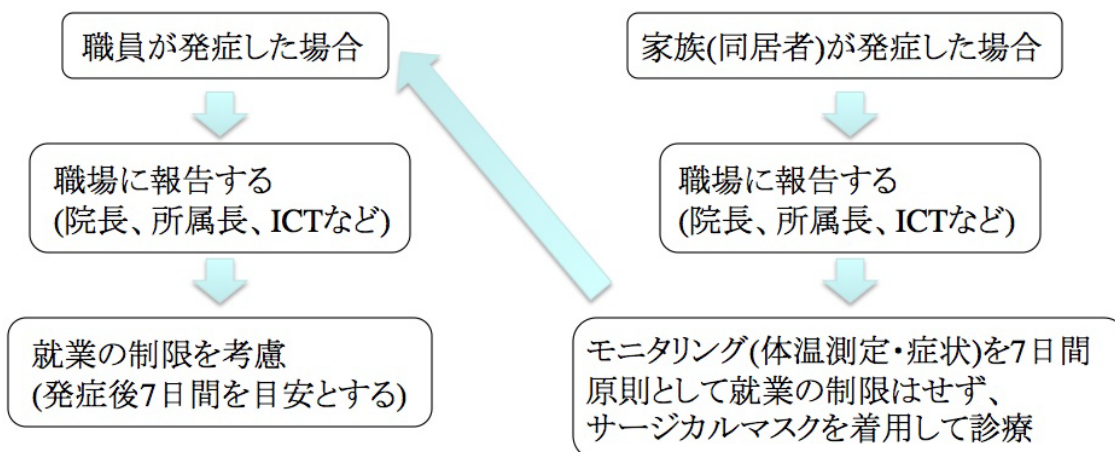 職員が発症した場合
職場に報告する
(院長、所属長、ICTなど)
就業の制限を考慮
(発症後7日間を目安とする)
家族(同居者)が発症した場合
職場に報告する
(院長、所属長、ICTなど)
モニタリング(体温測定・症状)を7日間
原則として就業の制限はせず、
サージカルマスクを着用して診療